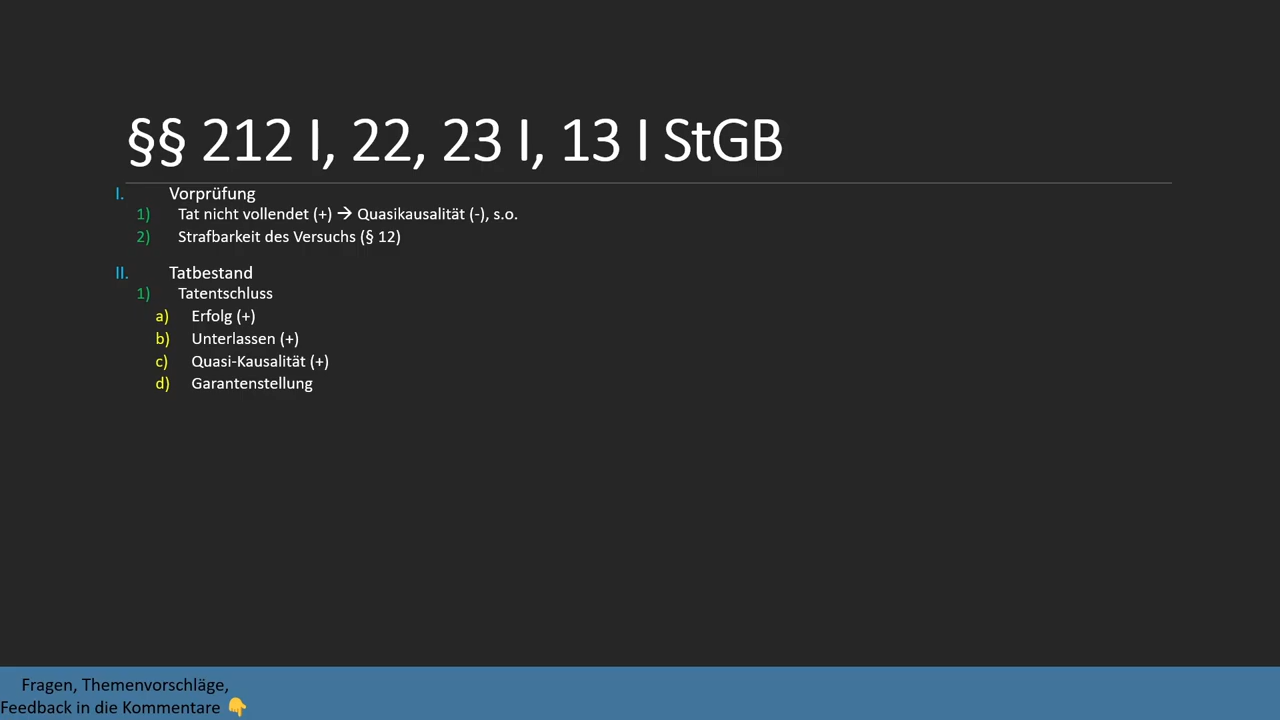 §§ 212 I, 22, 23 I, 13 I StGB
I. Vorprüfung
1) Tat nicht vollendet (+) → Quasikausalität (-), s.o.
2) Strafbarkeit des Versuchs (§ 12)
II. Tatbestand
1) Tatentschluss
a) Erfolg (+)
b) Unterlassen (+)
c) Quasi-Kausalität (+)
d) Garantenstellung
Fragen, Themenvorschläge,
Feedback in die Kommentare 👇